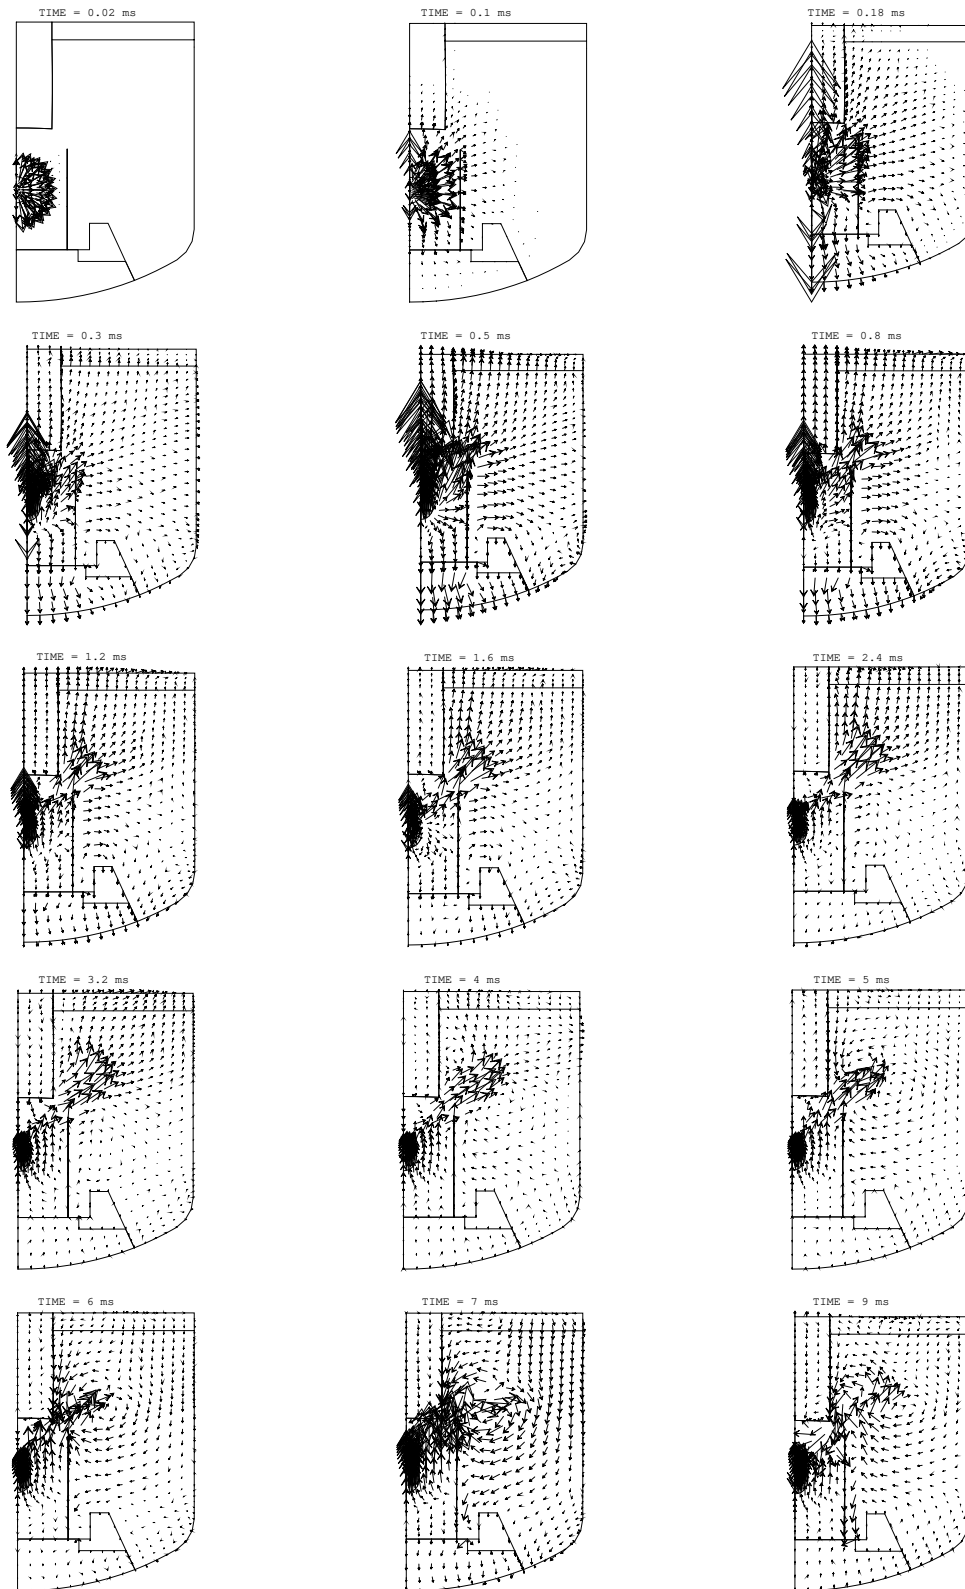 TIME = 0.02 ms
TIME = 0.1 ms
TIME = 0.18 ms
TIME = 0.3 ms
TIME = 0.5 ms
TIME = 0.8 ms
TIME = 1.2 ms
TIME = 1.6 ms
TIME = 2.4 ms
TIME = 3.2 ms
TIME = 4 ms
TIME = 5 ms
TIME = 6 ms
TIME = 7 ms
TIME = 9 ms